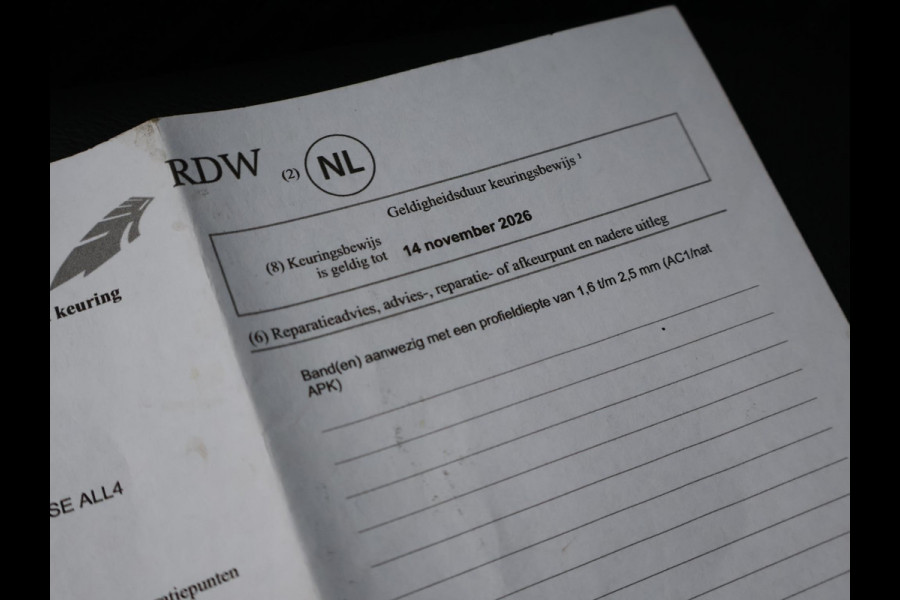 RDW (2) NL
Geldigheidsduur keuringsbewijs ¹
(8) Keuringsbewijs
is geldig tot 14 november 2026
(6) Reparatieadvies, advies-, reparatie- of afkeurpunt en nadere uitleg
Band(en) aanwezig met een profieldiepte van 1,6 t/m 2,5 mm (AC1/nat
APK)
keuring
SE ALL4
tiepunten